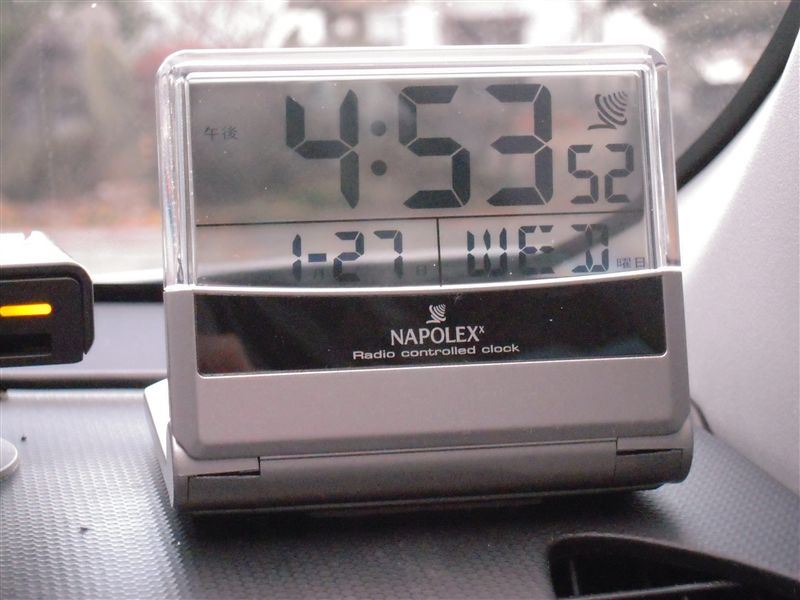 午後 4:53 52
1月-27日 WED 曜日
NAPOLEX
Radio controlled clock